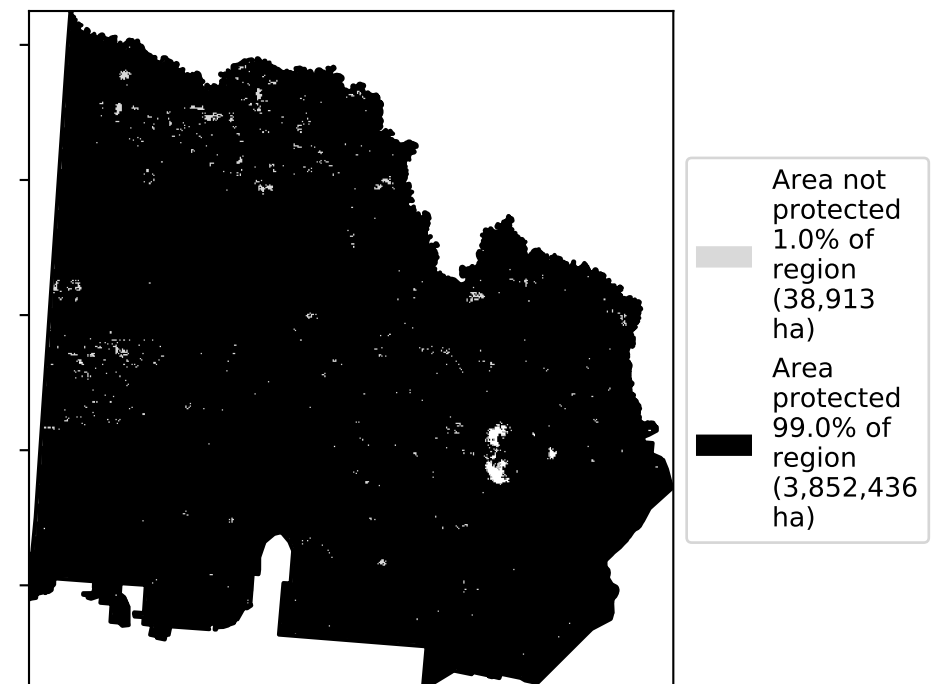 Area not
protected
1.0% of
region
(38,913
ha)
Area
protected
99.0% of
region
(3,852,436
ha)